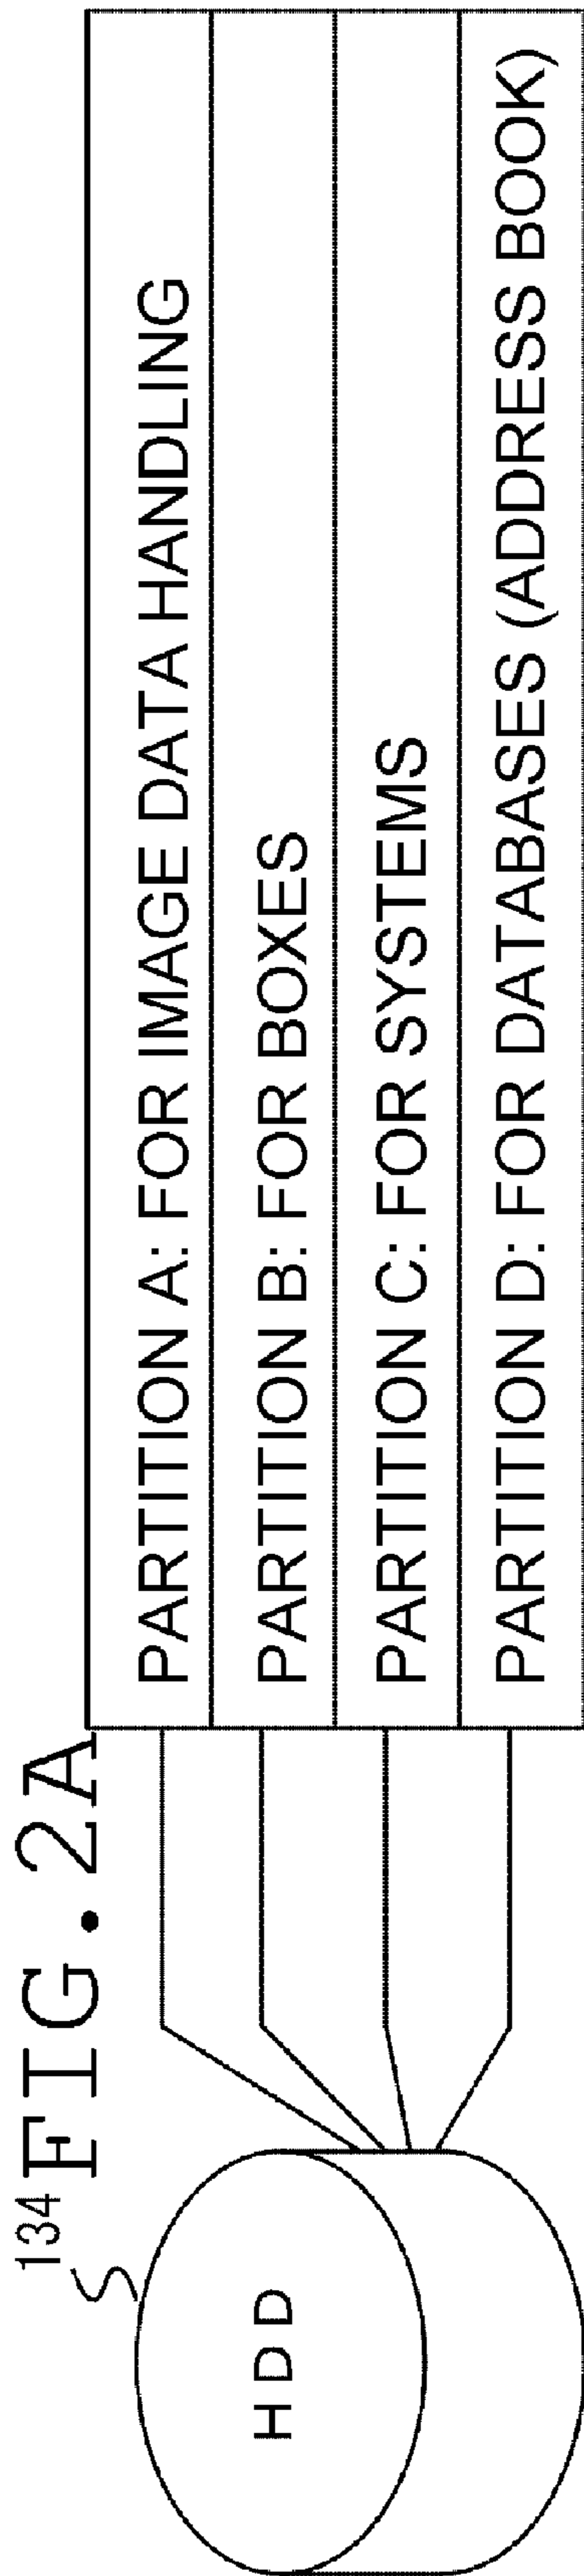 FIG. 2A
134
HDD
PARTITION A: FOR IMAGE DATA HANDLING
PARTITION B: FOR BOXES
PARTITION C: FOR SYSTEMS
PARTITION D: FOR DATABASES (ADDRESS BOOK)